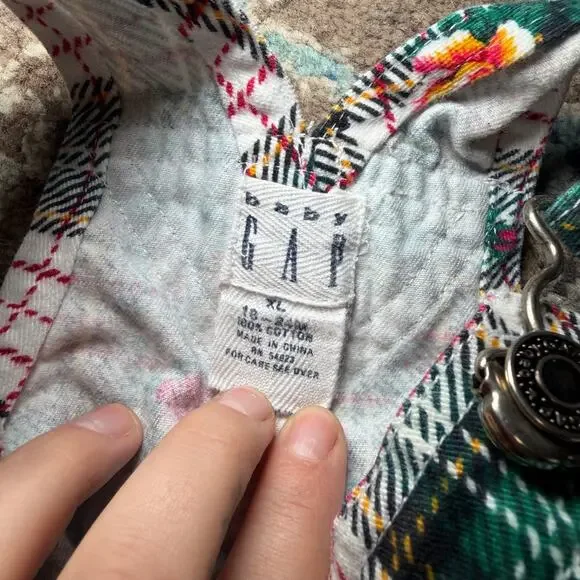 baby
GAP
XL
18-24M
100% COTTON
MADE IN CHINA
RN 54023
FOR CARE SEE OVER